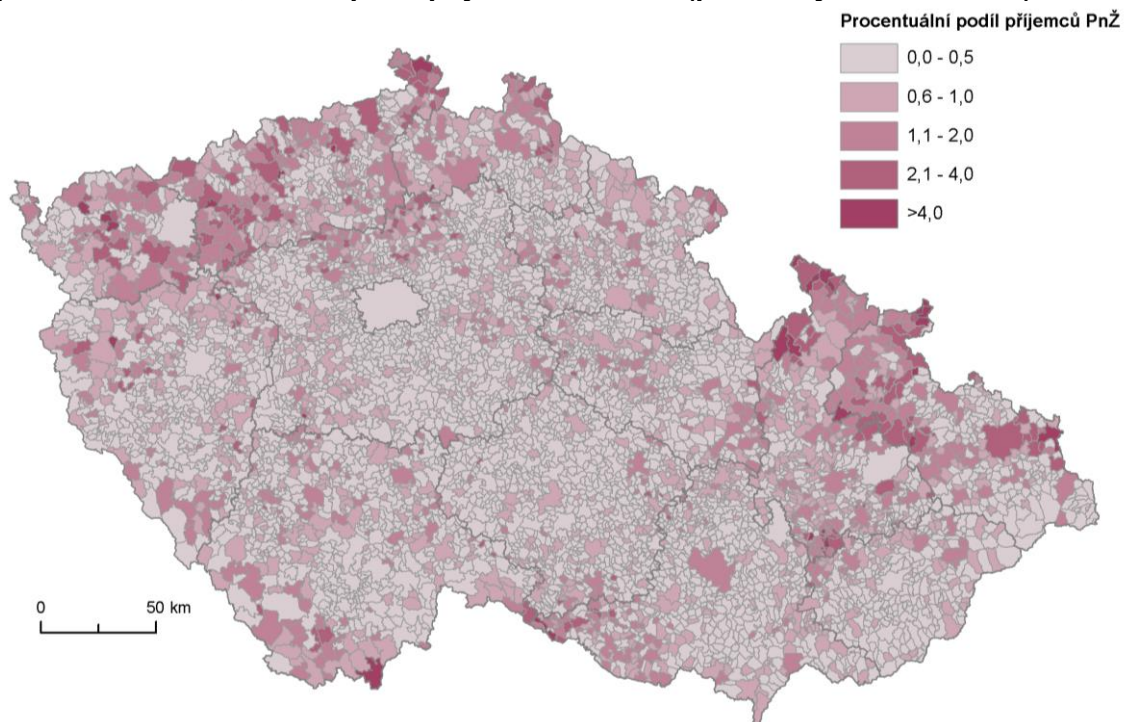 Procentuální podíl příjemců PnŽ
0,0 - 0,5
0,6 - 1,0
1,1 - 2,0
2,1 - 4,0
>4,0
0 50 km